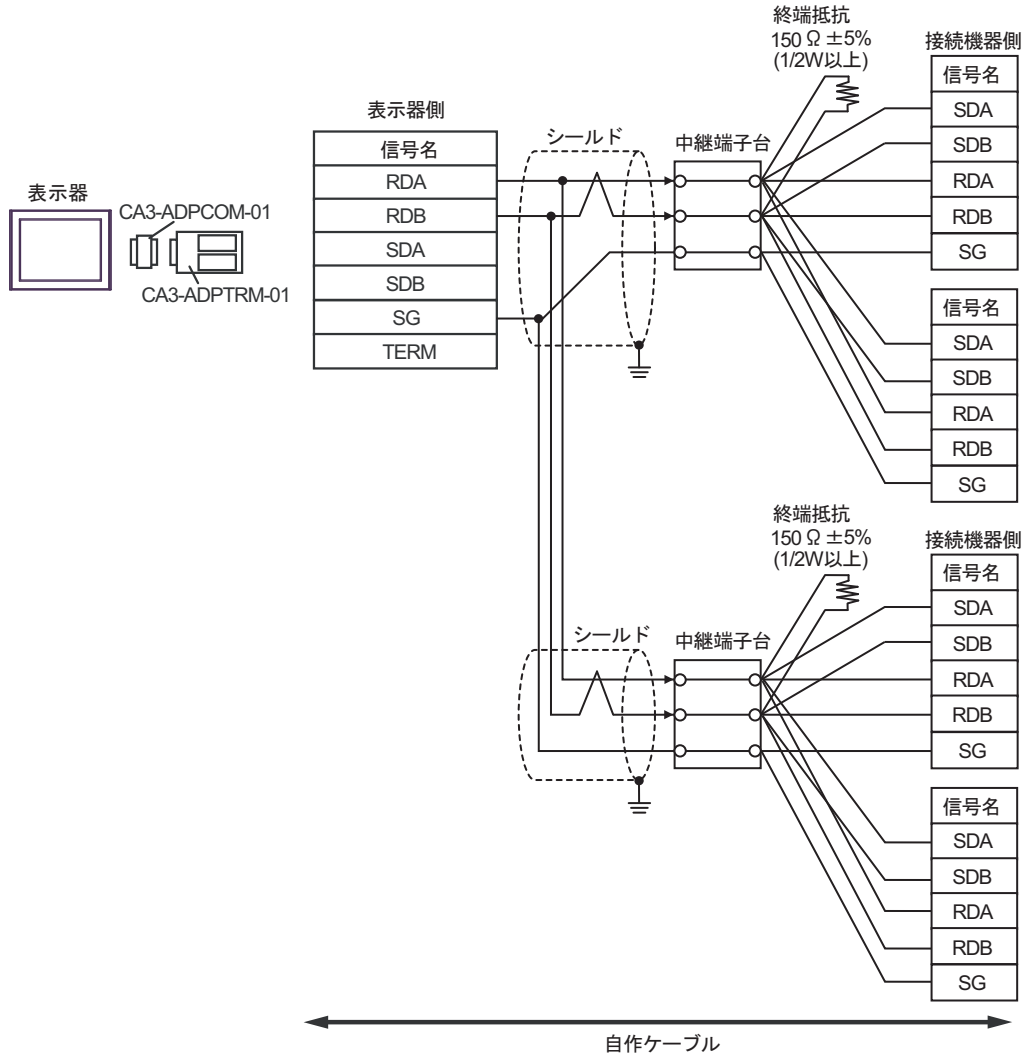 表示器
CA3-ADPCOM-01
CA3-ADPTRM-01
表示器側
信号名
RDA
RDB
SDA
SDB
SG
TERM
シールド
中継端子台
終端抵抗
150 Ω ±5%
(1/2W以上)
接続機器側
信号名
SDA
SDB
RDA
RDB
SG
信号名
SDA
SDB
RDA
RDB
SG
シールド
中継端子台
終端抵抗
150 Ω ±5%
(1/2W以上)
接続機器側
信号名
SDA
SDB
RDA
RDB
SG
信号名
SDA
SDB
RDA
RDB
SG
自作ケーブル